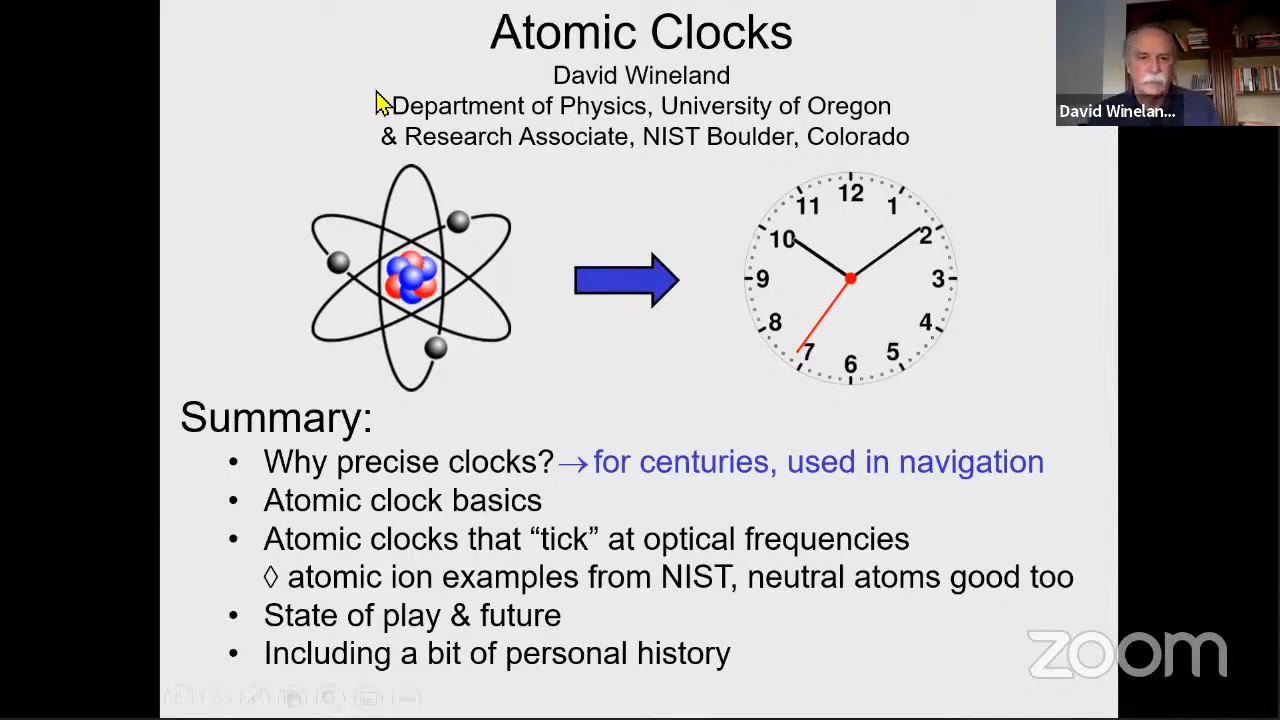 Atomic Clocks
David Wineland
Department of Physics, University of Oregon
& Research Associate, NIST Boulder, Colorado
David Winelan...
12
11 1
10 2
9 3
8 4
7 5
6
Summary:
• Why precise clocks? → for centuries, used in navigation
• Atomic clock basics
• Atomic clocks that “tick” at optical frequencies
◊ atomic ion examples from NIST, neutral atoms good too
• State of play & future
• Including a bit of personal history
zoom